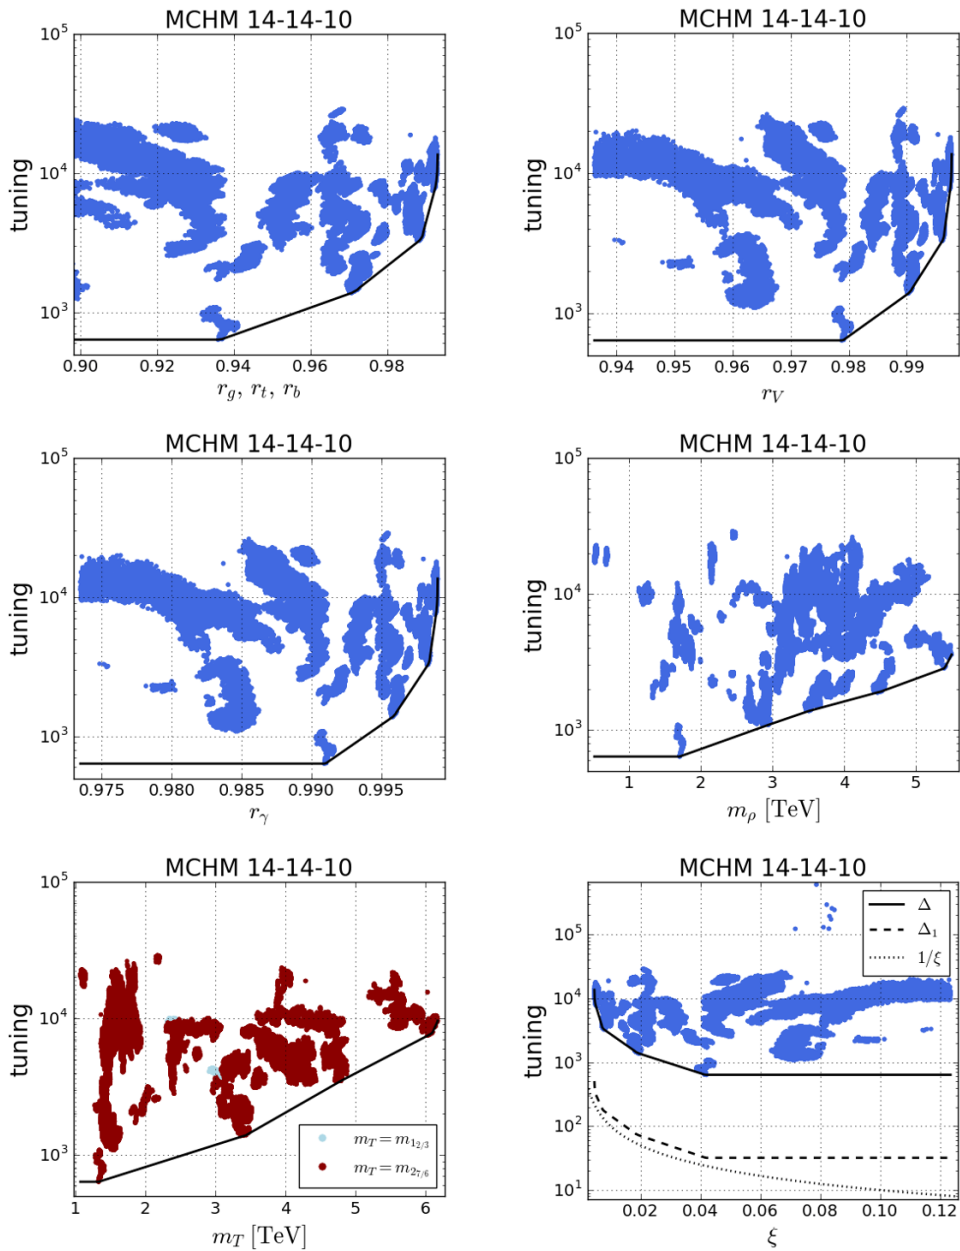 MCHM 14-14-10
10^5
10^4
10^3
tuning
0.90 0.92 0.94 0.96 0.98
r_g, r_t, r_b
MCHM 14-14-10
10^5
10^4
10^3
tuning
0.94 0.95 0.96 0.97 0.98 0.99
r_V
MCHM 14-14-10
10^5
10^4
10^3
tuning
0.975 0.980 0.985 0.990 0.995
r_γ
MCHM 14-14-10
10^5
10^4
10^3
tuning
1 2 3 4 5
m_ρ [TeV]
MCHM 14-14-10
10^5
10^4
10^3
tuning
m_T = m_{1_{2/3}}
m_T = m_{2_{7/6}}
1 2 3 4 5 6
m_T [TeV]
MCHM 14-14-10
Δ
Δ_1
1/ξ
10^5
10^4
10^3
10^2
10^1
tuning
0.02 0.04 0.06 0.08 0.10 0.12
ξ